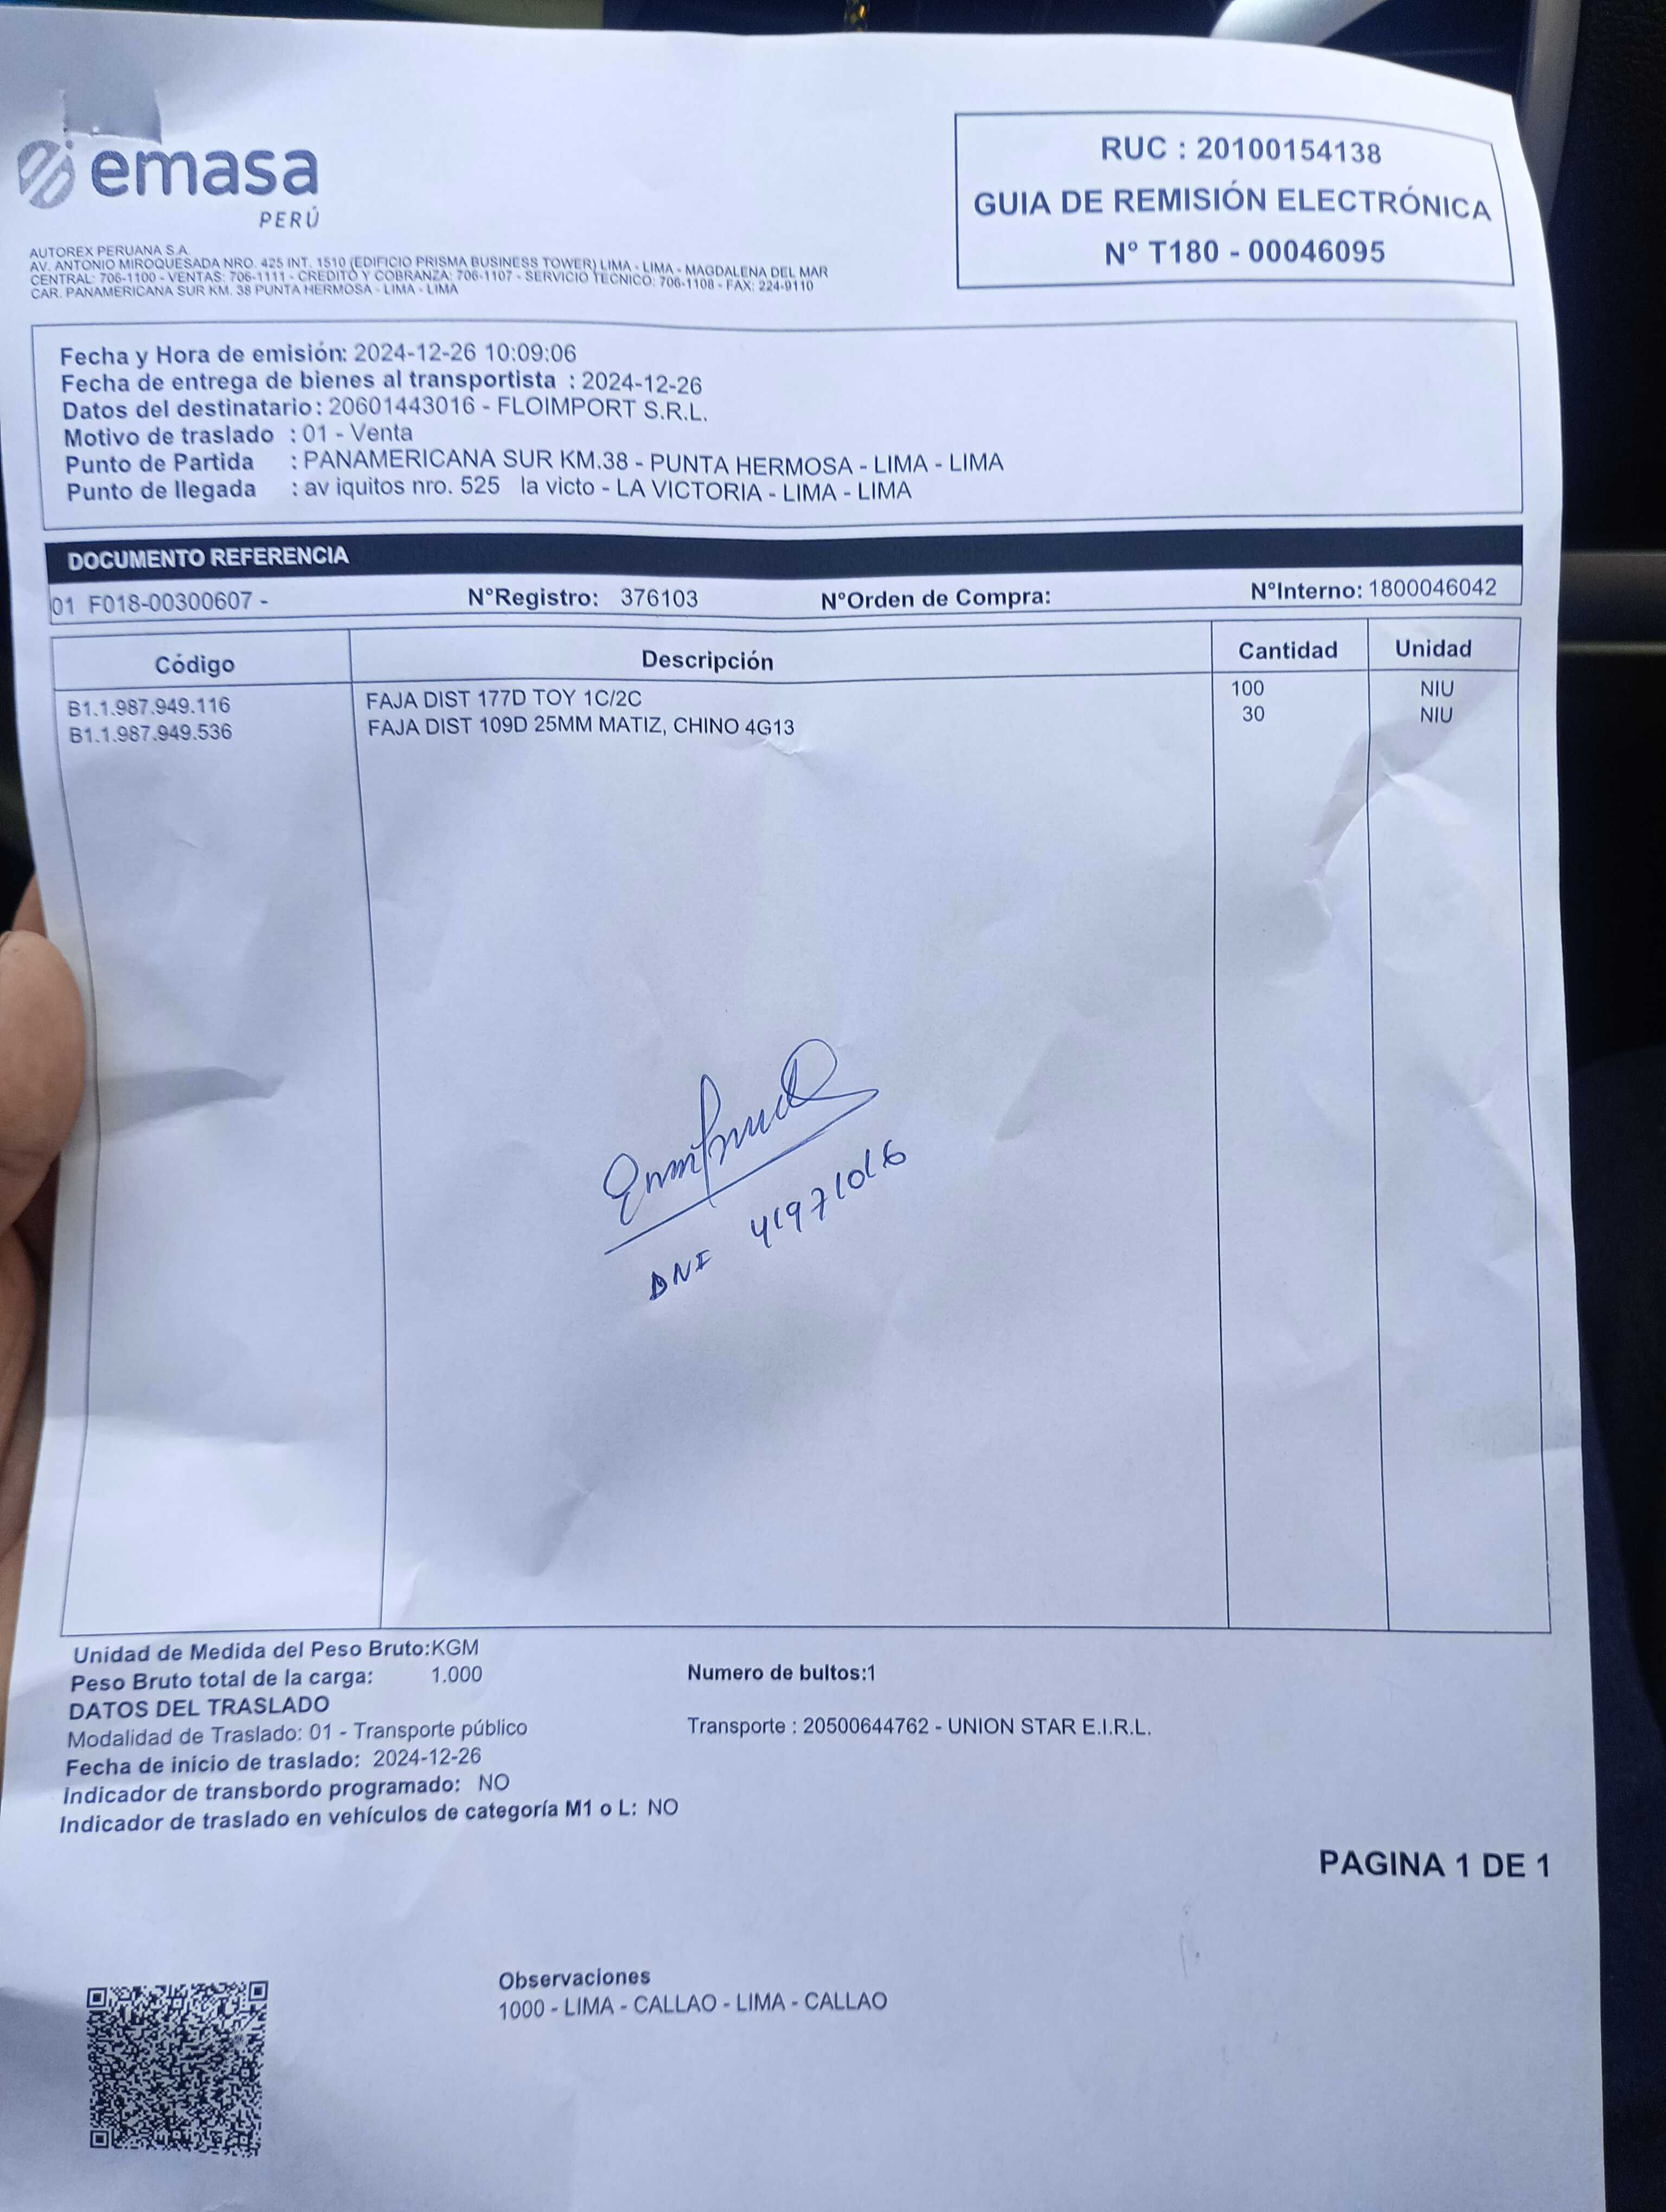 emasa
PERÚ
RUC : 20100154138
GUIA DE REMISIÓN ELECTRÓNICA
N° T180 - 00046095
AUTOREX PERUANA S.A.
AV. ANTONIO MIROQUESADA NRO. 425 INT. 1510 (EDIFICIO PRISMA BUSINESS TOWER) LIMA - LIMA - MAGDALENA DEL MAR
CENTRAL: 706-1100 - VENTAS: 706-1111 - CREDITO Y COBRANZA: 706-1107 - SERVICIO TECNICO: 706-1108 - FAX: 224-9110
CAR. PANAMERICANA SUR KM. 38 PUNTA HERMOSA - LIMA - LIMA
Fecha y Hora de emisión: 2024-12-26 10:09:06
Fecha de entrega de bienes al transportista : 2024-12-26
Datos del destinatario : 20601443016 - FLOIMPORT S.R.L.
Motivo de traslado : 01 - Venta
Punto de Partida : PANAMERICANA SUR KM.38 - PUNTA HERMOSA - LIMA - LIMA
Punto de llegada : av iquitos nro. 525 la victo - LA VICTORIA - LIMA - LIMA
DOCUMENTO REFERENCIA
01 F018-00300607 - N°Registro: 376103 N°Orden de Compra: N°Interno: 1800046042
Código Descripción Cantidad Unidad
B1.1.987.949.116 FAJA DIST 177D TOY 1C/2C 100 NIU
B1.1.987.949.536 FAJA DIST 109D 25MM MATIZ, CHINO 4G13 30 NIU
DNI 41971016
Unidad de Medida del Peso Bruto:KGM
Peso Bruto total de la carga: 1.000 Numero de bultos:1
DATOS DEL TRASLADO
Modalidad de Traslado: 01 - Transporte público Transporte : 20500644762 - UNION STAR E.I.R.L.
Fecha de inicio de traslado: 2024-12-26
Indicador de transbordo programado: NO
Indicador de traslado en vehículos de categoría M1 o L: NO
PAGINA 1 DE 1
Observaciones
1000 - LIMA - CALLAO - LIMA - CALLAO